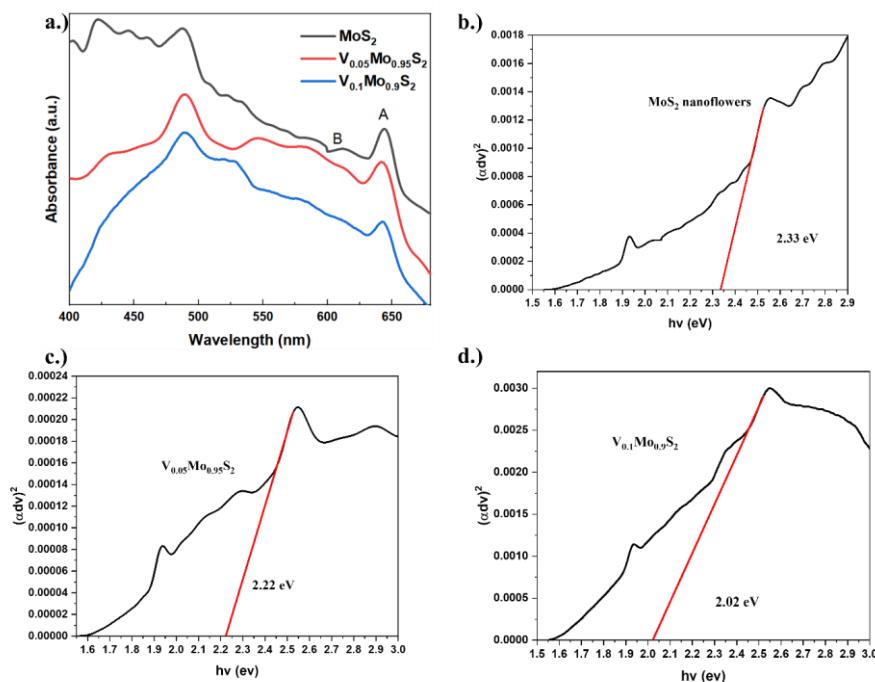 a.)
MoS₂
V₀.₀₅Mo₀.₉₅S₂
V₀.₁Mo₀.₉S₂
B
A
Absorbance (a.u.)
400 450 500 550 600 650
Wavelength (nm)
b.)
0.0018
0.0016
0.0014
0.0012
0.0010
0.0008
0.0006
0.0004
0.0002
0.0000
(αdv)²
MoS₂ nanoflowers
2.33 eV
1.5 1.6 1.7 1.8 1.9 2.0 2.1 2.2 2.3 2.4 2.5 2.6 2.7 2.8 2.9
hv (eV)
c.)
0.00024
0.00022
0.00020
0.00018
0.00016
0.00014
0.00012
0.00010
0.00008
0.00006
0.00004
0.00002
0.00000
(αdv)²
V₀.₀₅Mo₀.₉₅S₂
2.22 eV
1.6 1.7 1.8 1.9 2.0 2.1 2.2 2.3 2.4 2.5 2.6 2.7 2.8 2.9 3.0
hv (ev)
d.)
0.0030
0.0025
0.0020
0.0015
0.0010
0.0005
0.0000
(αdv)²
V₀.₁Mo₀.₉S₂
2.02 eV
1.5 1.6 1.7 1.8 1.9 2.0 2.1 2.2 2.3 2.4 2.5 2.6 2.7 2.8 2.9 3.0
hv (ev)